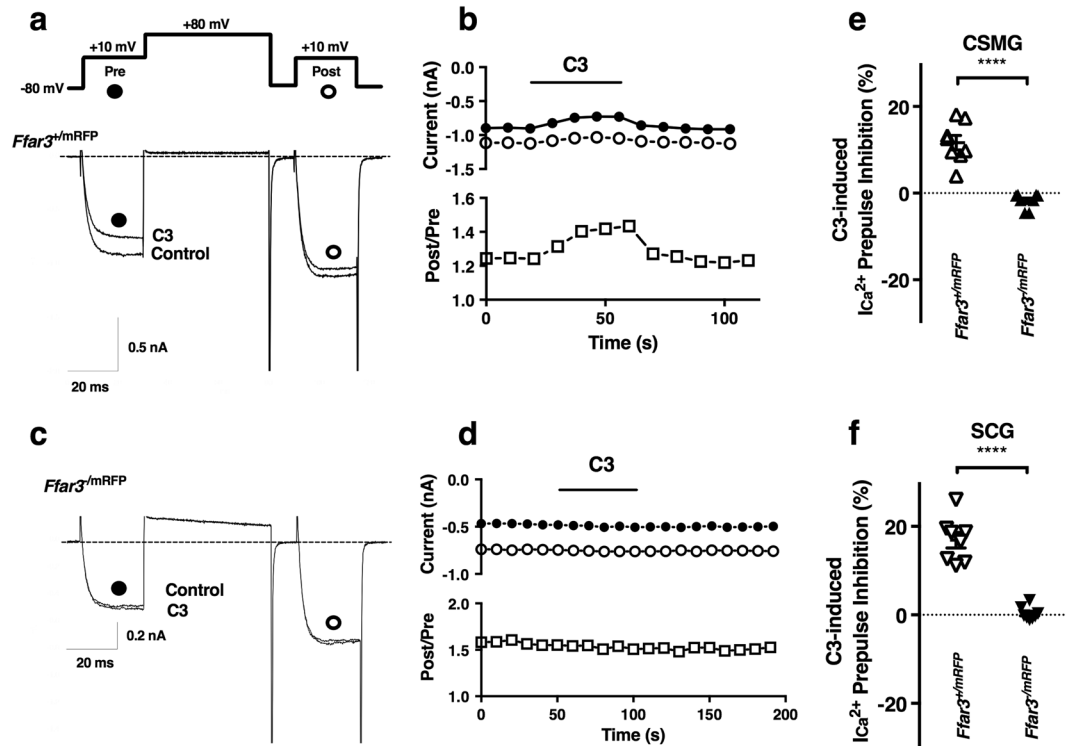 a
+80 mV
+10 mV
+10 mV
Pre
Post
-80 mV
Ffar3+/mRFP
C3
Control
0.5 nA
20 ms
b
C3
0.0
-0.5
-1.0
-1.5
Current (nA)
1.6
1.4
1.2
1.0
Post/Pre
0
50
100
Time (s)
e
CSMG
****
20
0
-20
C3-induced
ICa2+ Prepulse Inhibition (%)
Ffar3+/mRFP
Ffar3-/mRFP
c
Ffar3-/mRFP
Control
C3
0.2 nA
20 ms
d
C3
0.0
-0.5
-1.0
Current (nA)
2.0
1.5
1.0
Post/Pre
0
50
100
150
200
Time (s)
f
SCG
****
20
0
-20
C3-induced
ICa2+ Prepulse Inhibition (%)
Ffar3+/mRFP
Ffar3-/mRFP